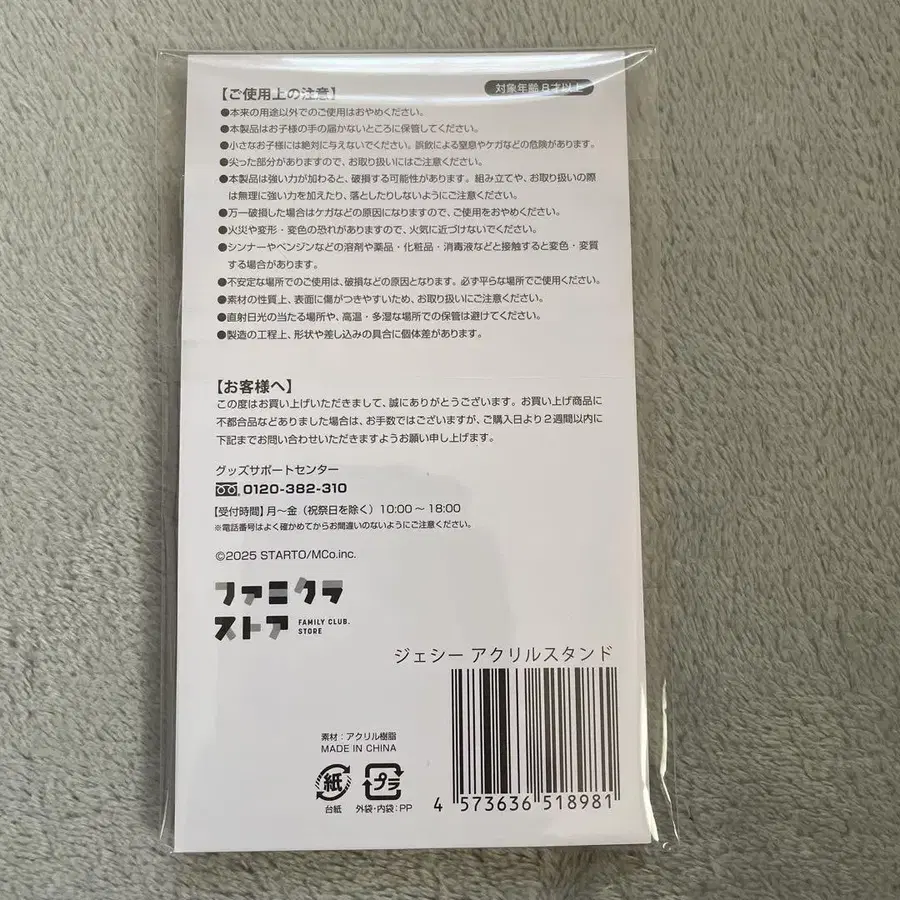 【ご使用上の注意】
対象年齢8才以上
●本来の用途以外でのご使用はおやめください。
●本製品はお子様の手の届かないところに保管してください。
●小さなお子様には絶対に与えないでください。誤飲による窒息やケガなどの危険があります。
●尖った部分がありますので、お取り扱いにはご注意ください。
●本製品は強い力が加わると、破損する可能性があります。組み立てや、お取り扱いの際
は無理に強い力を加えたり、落としたりしないようにご注意ください。
●万一破損した場合はケガなどの原因になりますので、ご使用をおやめください。
●火災や変形・変色の恐れがありますので、火気に近づけないでください。
●シンナーやベンジンなどの溶剤や薬品・化粧品・消毒液などと接触すると変色・変質
する場合があります。
●不安定な場所でのご使用は、破損などの原因となります。必ず平らな場所でご使用ください。
●素材の性質上、表面に傷がつきやすいため、お取り扱いにご注意ください。
●直射日光の当たる場所や、高温・多湿な場所での保管は避けてください。
●製造の工程上、形状や差し込みの具合に個体差があります。
【お客様へ】
この度はお買い上げいただきまして、誠にありがとうございます。お買い上げ商品に
不都合品などありました場合は、お手数ではございますが、ご購入日より2週間以内に
下記までお問い合わせいただきますようお願い申し上げます。
グッズサポートセンター
0120-382-310
【受付時間】月〜金（祝祭日を除く）10:00〜18:00
※電話番号はよく確かめてからお間違いのないようにご注意ください。
©2025 STARTO/MCo.inc.
ファミクラ
ストア
FAMILY CLUB.
STORE
ジェシー アクリルスタンド
素材：アクリル樹脂
MADE IN CHINA
紙
プラ
台紙
外袋・内袋：PP
4 573636 518981